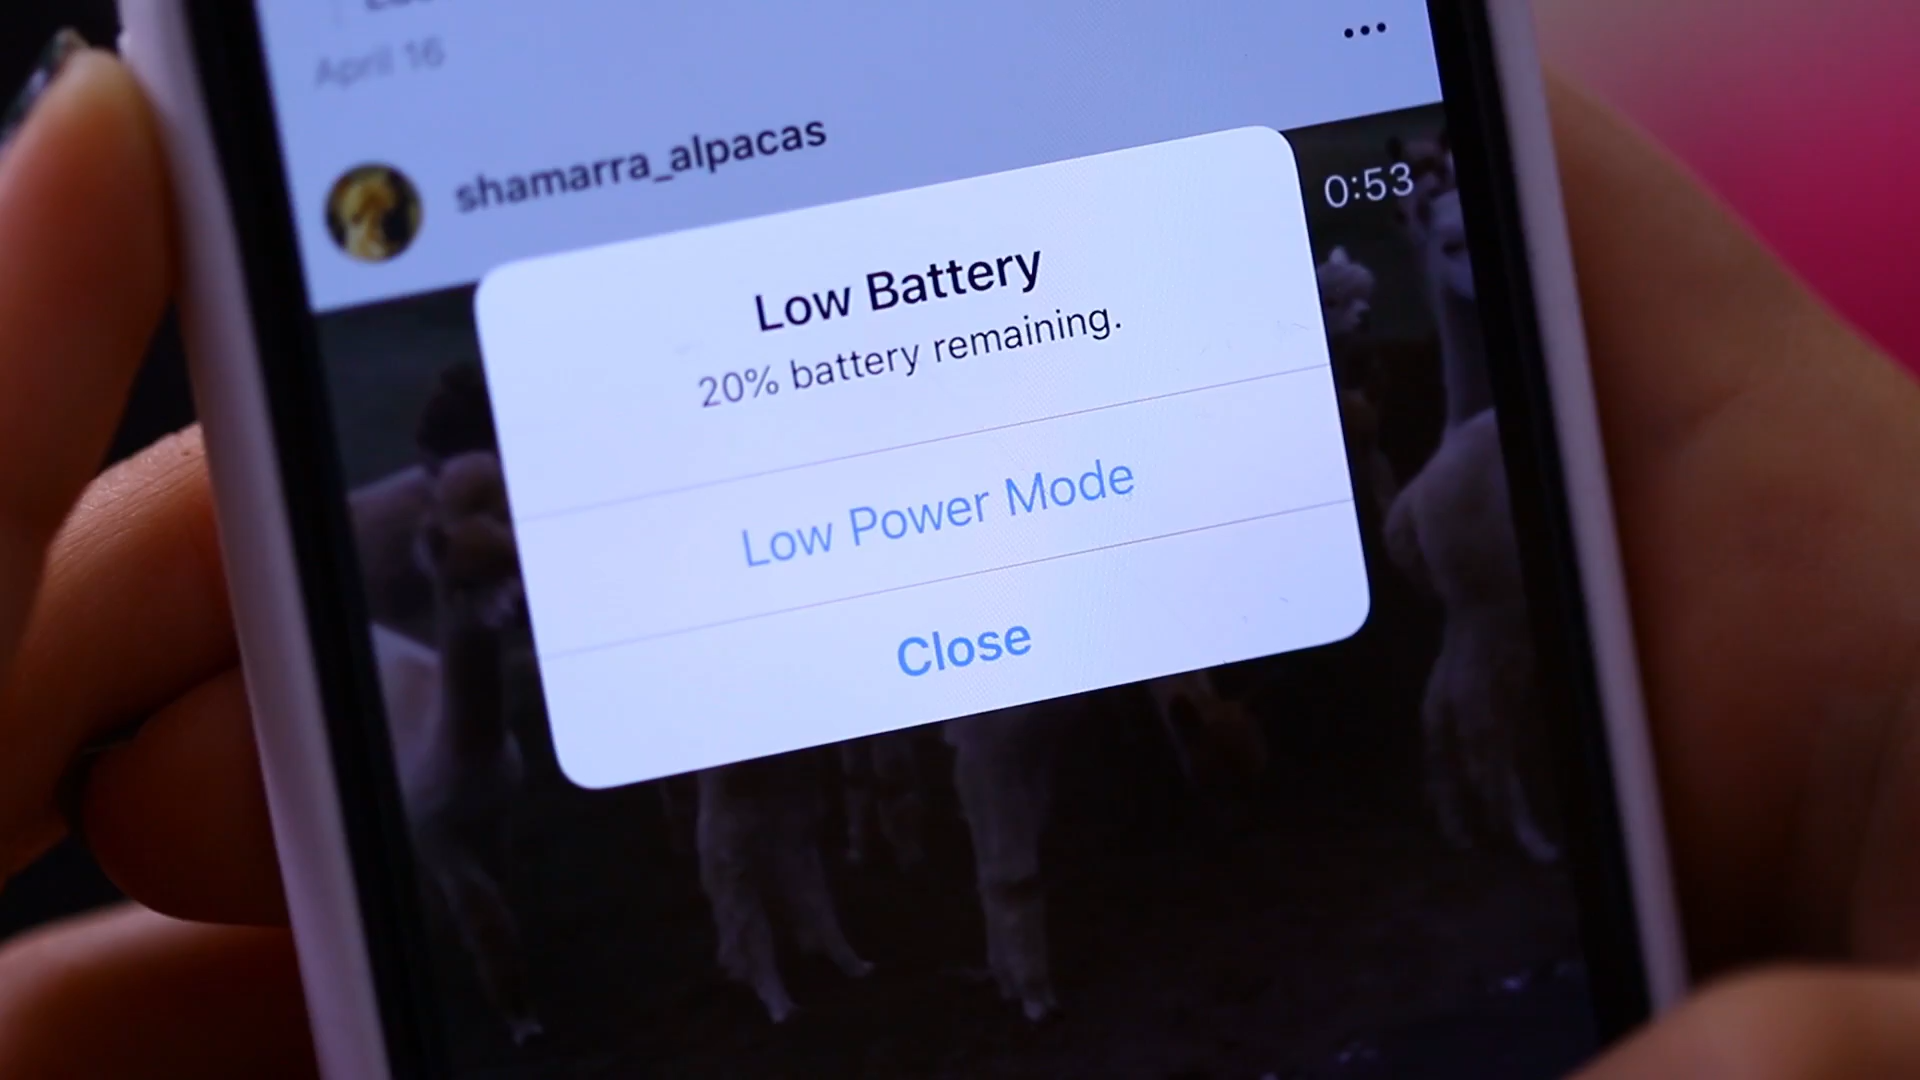 April 16
shamarra_alpacas
0:53
Low Battery
20% battery remaining.
Low Power Mode
Close